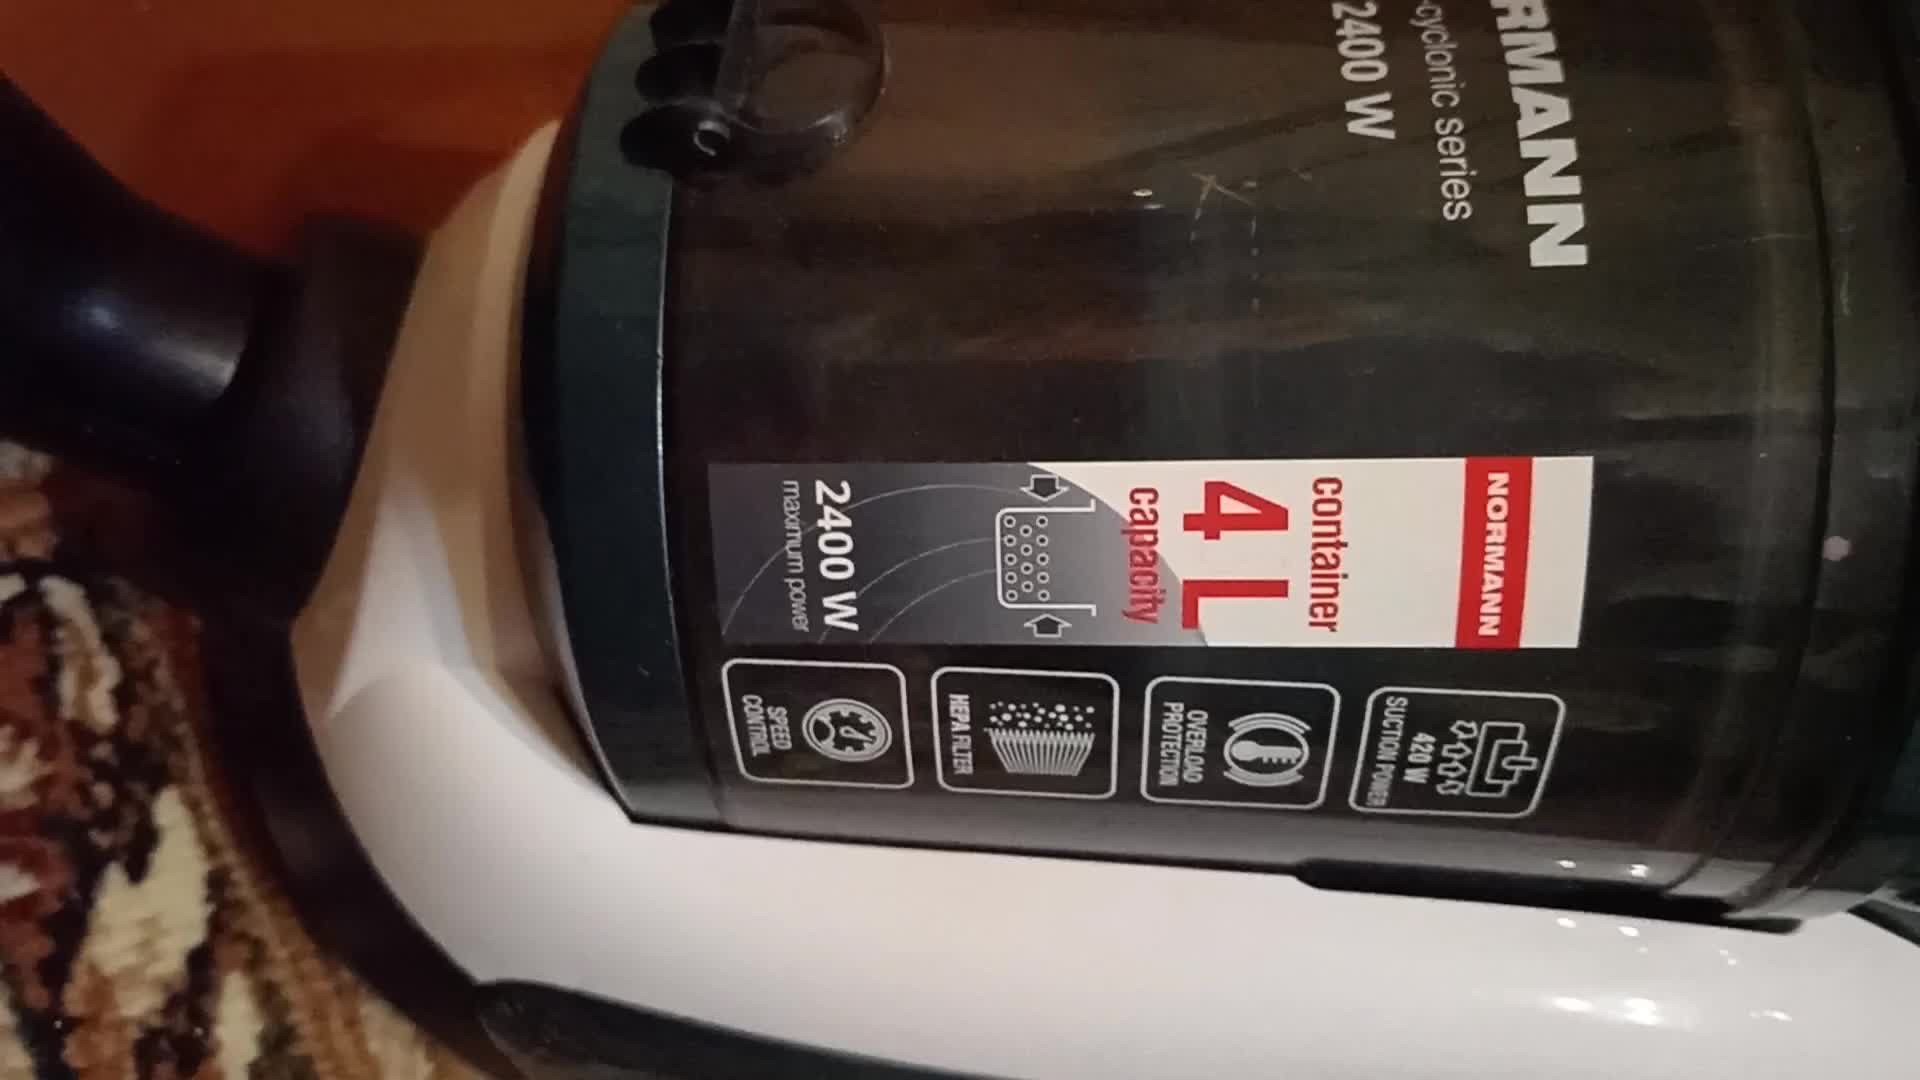 RMANN
-cyclonic series
2400 W
NORMANN
container
4 L
capacity
2400 W
maximum power
SUCTION POWER
420 W
OVERLOAD
PROTECTION
HEPA FILTER
SPEED
CONTROL